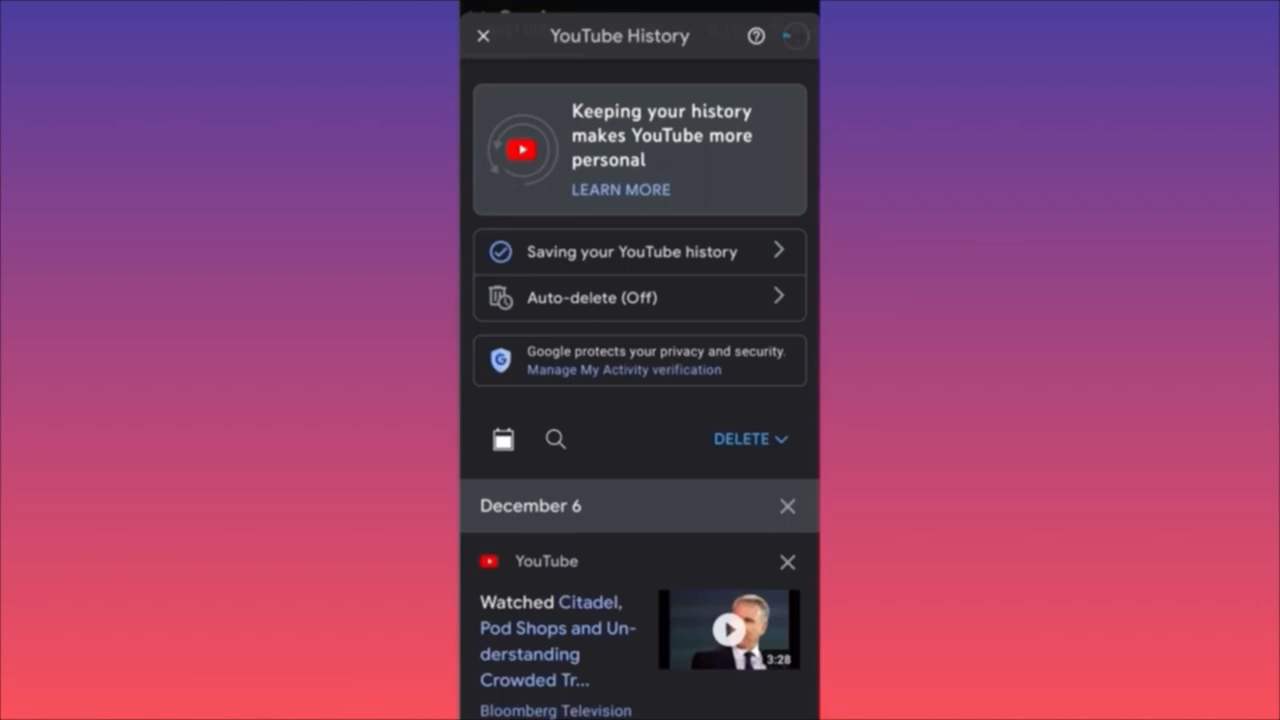 YouTube History
Keeping your history
makes YouTube more
personal
LEARN MORE
Saving your YouTube history
Auto-delete (Off)
Google protects your privacy and security.
Manage My Activity verification
DELETE
December 6
YouTube
Watched Citadel,
Pod Shops and Un-
derstanding
Crowded Tr...
3:28
Bloomberg Television